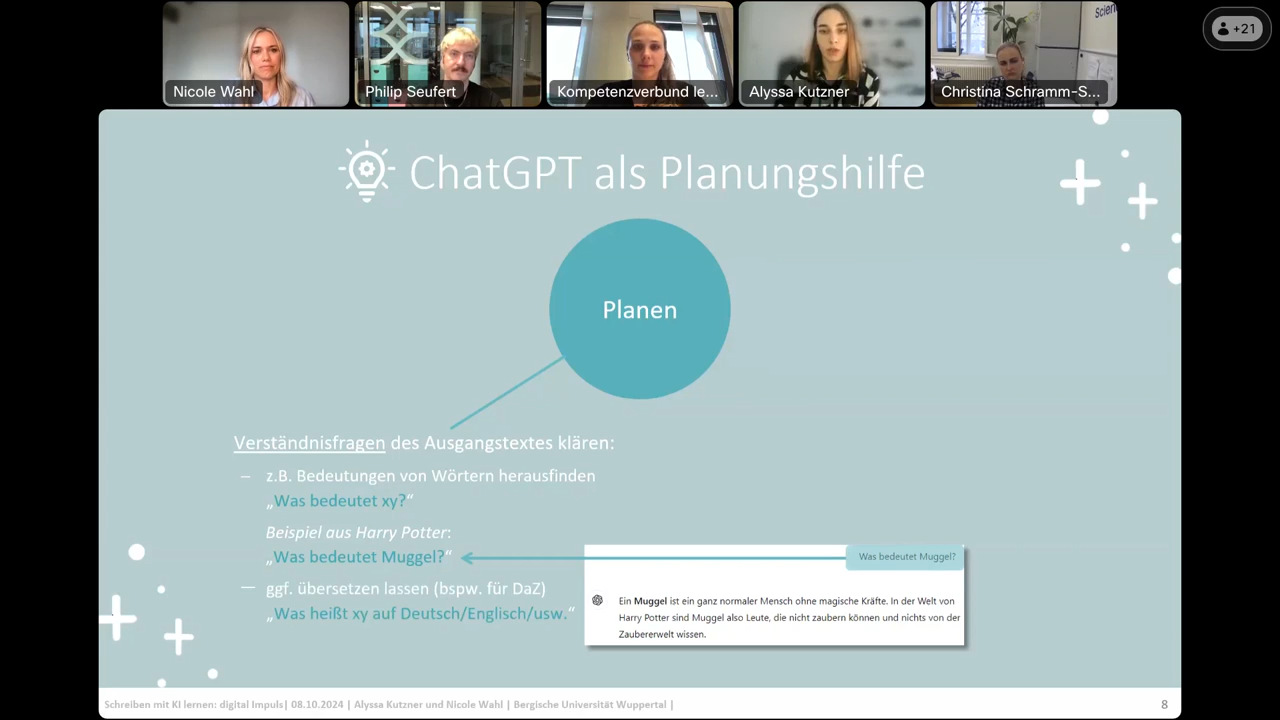 Nicole Wahl
Philip Seufert
Kompetenzverbund le...
Alyssa Kutzner
Christina Schramm-S...
+21
ChatGPT als Planungshilfe
Planen
Verständnisfragen des Ausgangstextes klären:
– z.B. Bedeutungen von Wörtern herausfinden
„Was bedeutet xy?“
Beispiel aus Harry Potter:
„Was bedeutet Muggel?“
Was bedeutet Muggel?
— ggf. übersetzen lassen (bspw. für DaZ)
„Was heißt xy auf Deutsch/Englisch/usw.“
Ein Muggel ist ein ganz normaler Mensch ohne magische Kräfte. In der Welt von
Harry Potter sind Muggel also Leute, die nicht zaubern können und nichts von der
Zaubererwelt wissen.
Schreiben mit KI lernen: digital Impuls| 08.10.2024 | Alyssa Kutzner und Nicole Wahl | Bergische Universität Wuppertal |
8